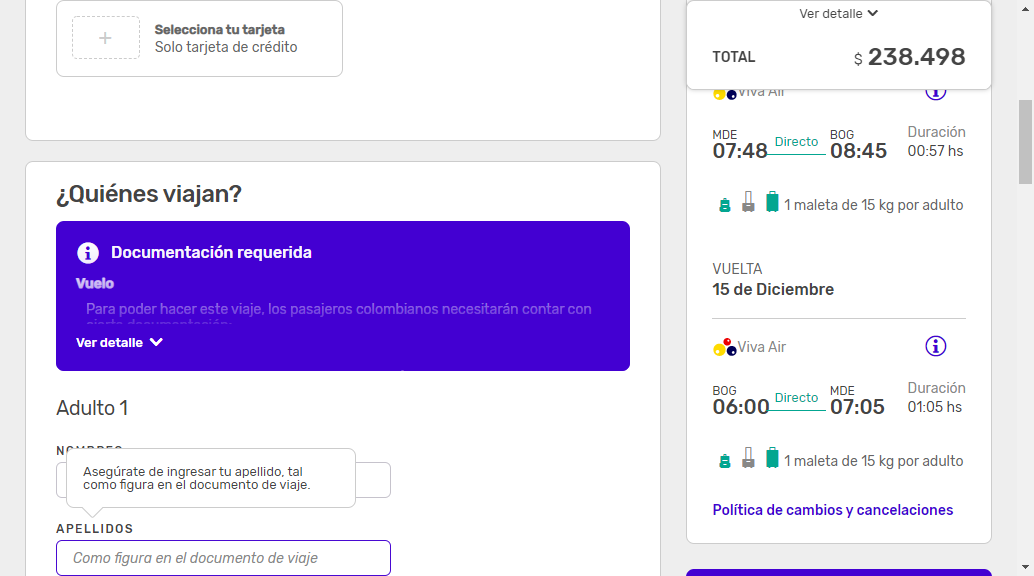 Selecciona tu tarjeta
Solo tarjeta de crédito
¿Quiénes viajan?
Documentación requerida
Vuelo
Para poder hacer este viaje, los pasajeros colombianos necesitarán contar con
Ver detalle
Adulto 1
NOMBRES
Asegúrate de ingresar tu apellido, tal
como figura en el documento de viaje.
APELLIDOS
Como figura en el documento de viaje
Ver detalle
TOTAL $ 238.498
Viva Air
MDE Directo BOG Duración
07:48 08:45 00:57 hs
1 maleta de 15 kg por adulto
VUELTA
15 de Diciembre
Viva Air
BOG Directo MDE Duración
06:00 07:05 01:05 hs
1 maleta de 15 kg por adulto
Política de cambios y cancelaciones